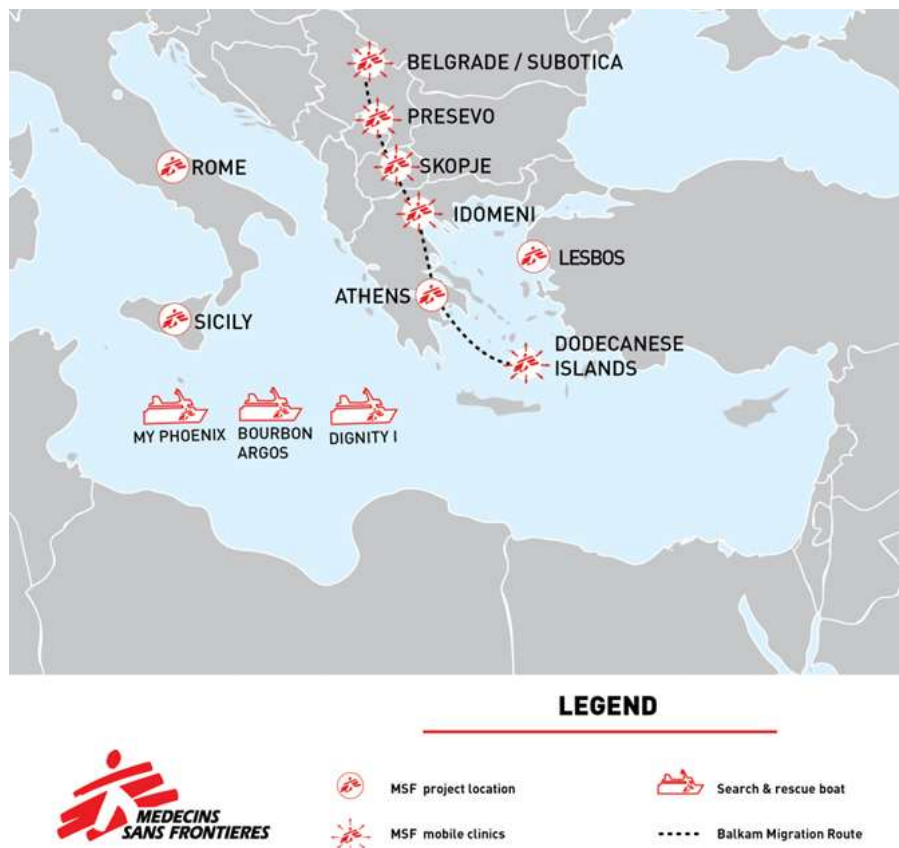 BELGRADE / SUBOTICA
PRESEVO
SKOPJE
ROME
IDOMENI
LESBOS
ATHENS
SICILY
DODECANESE
ISLANDS
MY PHOENIX
BOURBON
ARGOS
DIGNITY I
LEGEND
MSF project location
Search & rescue boat
MEDECINS
SANS FRONTIERES
MSF mobile clinics
Balkam Migration Route